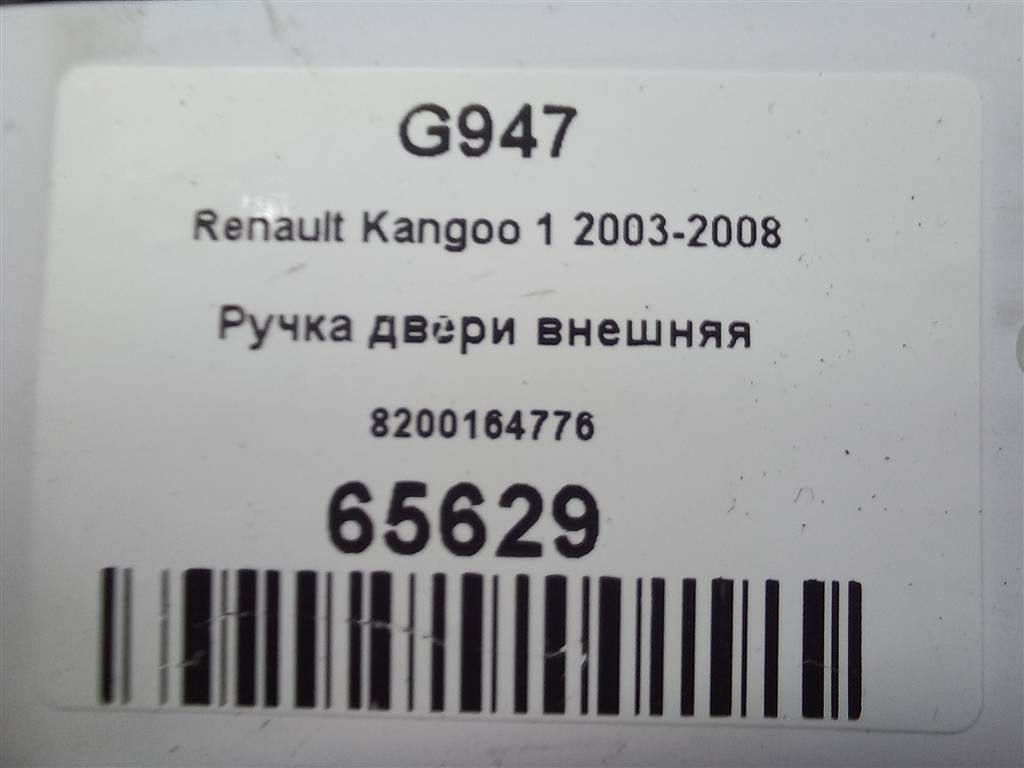 G947
Renault Kangoo 1 2003-2008
Ручка двери внешняя
8200164776
65629